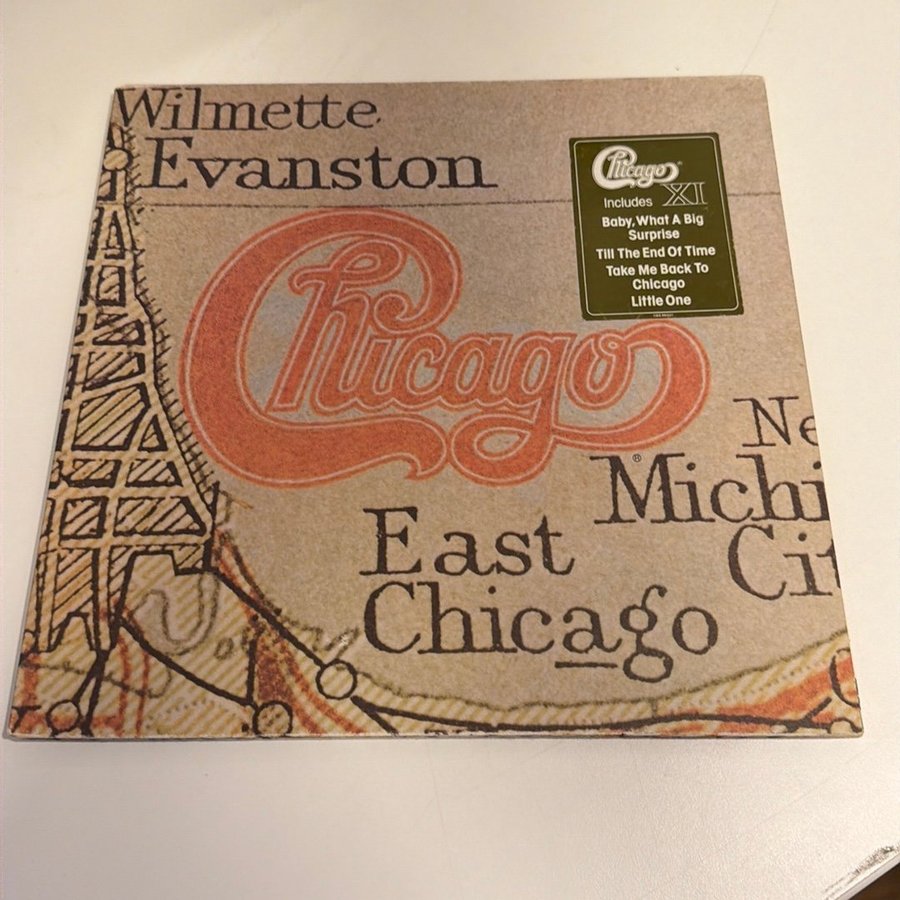 Wilmette
Evanston
Chicago
Includes XI
Baby, What A Big
Surprise
Till The End Of Time
Take Me Back To
Chicago
Little One
Chicago
®
Ne
Michi
Cit
East
Chicago